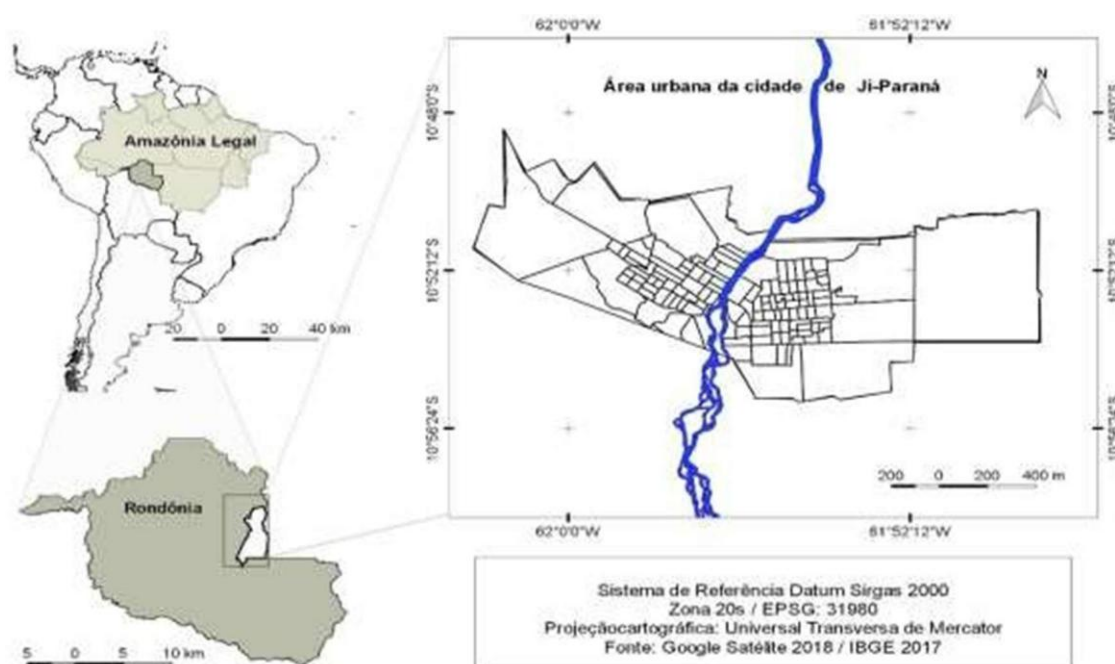 Amazônia Legal
20 0 20 40 km
Rondônia
5 0 5 10 km
62°0'0"W 61°52'12"W
Área urbana da cidade de Ji-Paraná
N
10°48'0"S 10°48'0"S
10°52'12"S 10°52'12"S
10°56'24"S 10°56'24"S
200 0 200 400 m
62°0'0"W 61°52'12"W
Sistema de Referência Datum Sirgas 2000
Zona 20s / EPSG: 31980
Projeçãocartográfica: Universal Transversa de Mercator
Fonte: Google Satélite 2018 / IBGE 2017